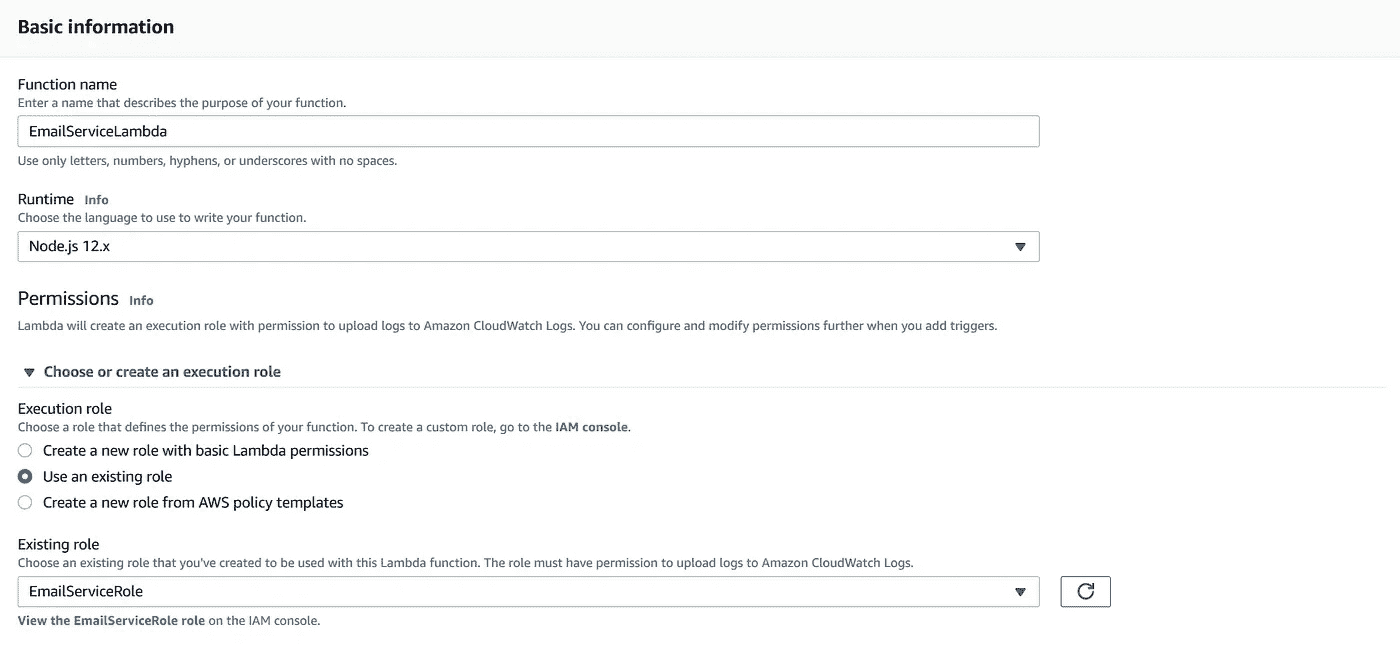 Basic information
Function name
Enter a name that describes the purpose of your function.
EmailServiceLambda
Use only letters, numbers, hyphens, or underscores with no spaces.
Runtime Info
Choose the language to use to write your function.
Node.js 12.x
Permissions Info
Lambda will create an execution role with permission to upload logs to Amazon CloudWatch Logs. You can configure and modify permissions further when you add triggers.
Choose or create an execution role
Execution role
Choose a role that defines the permissions of your function. To create a custom role, go to the IAM console.
Create a new role with basic Lambda permissions
Use an existing role
Create a new role from AWS policy templates
Existing role
Choose an existing role that you've created to be used with this Lambda function. The role must have permission to upload logs to Amazon CloudWatch Logs.
EmailServiceRole
View the EmailServiceRole role on the IAM console.